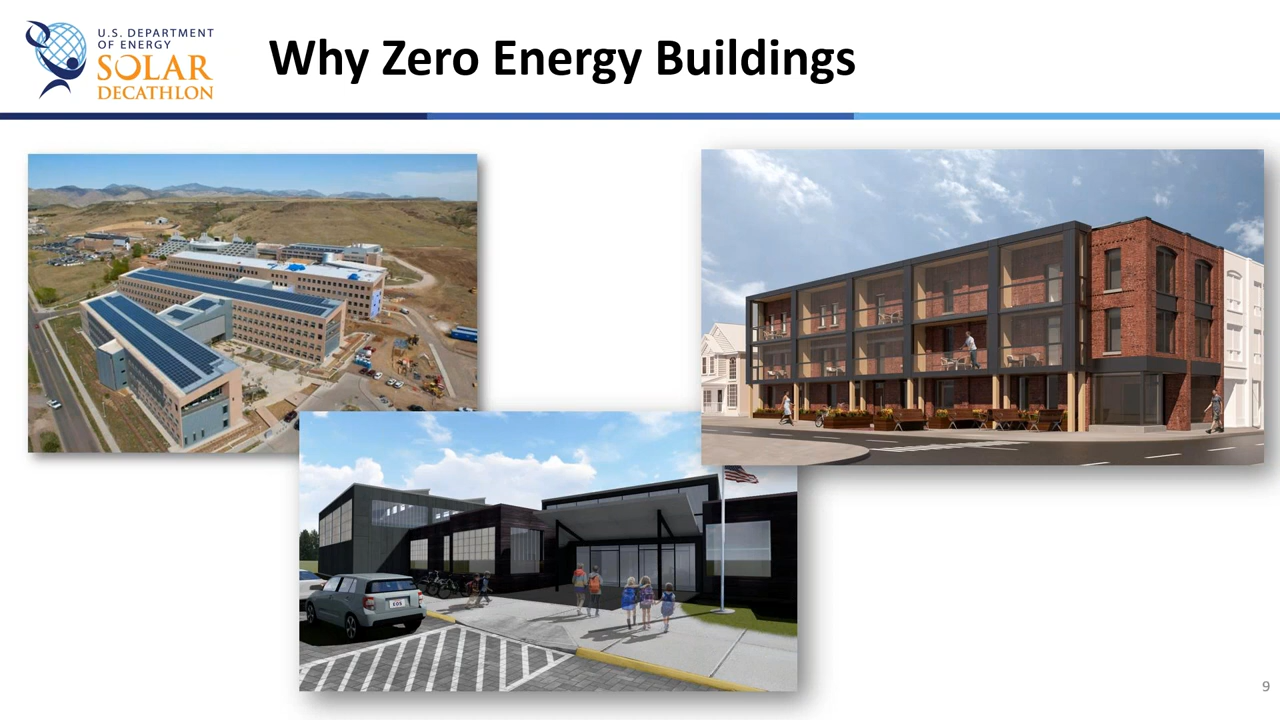 U.S. DEPARTMENT
OF ENERGY
SOLAR
DECATHLON
Why Zero Energy Buildings
9